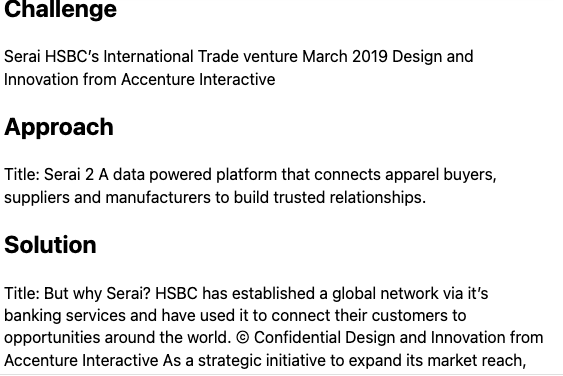 Challenge
Serai HSBC’s International Trade venture March 2019 Design and
Innovation from Accenture Interactive
Approach
Title: Serai 2 A data powered platform that connects apparel buyers,
suppliers and manufacturers to build trusted relationships.
Solution
Title: But why Serai? HSBC has established a global network via it’s
banking services and have used it to connect their customers to
opportunities around the world. © Confidential Design and Innovation from
Accenture Interactive As a strategic initiative to expand its market reach,